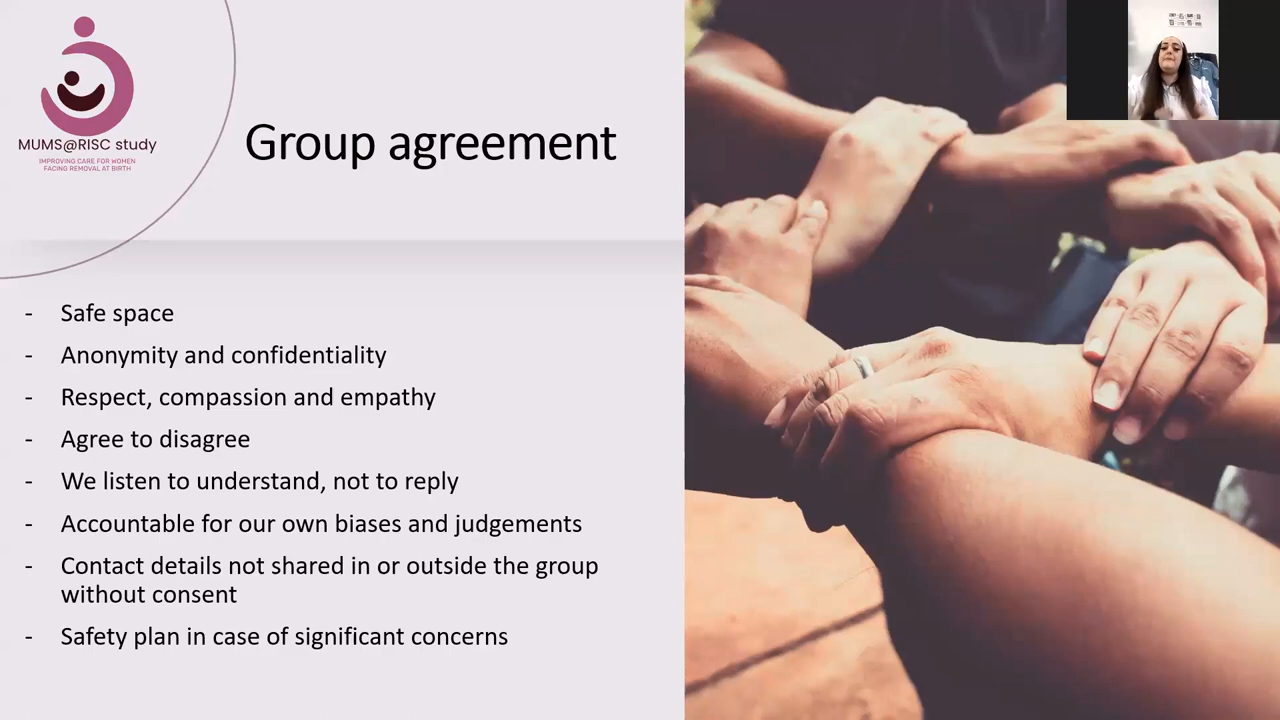 MUMS@RISC study
IMPROVING CARE FOR WOMEN
FACING REMOVAL AT BIRTH
Group agreement
- Safe space
- Anonymity and confidentiality
- Respect, compassion and empathy
- Agree to disagree
- We listen to understand, not to reply
- Accountable for our own biases and judgements
- Contact details not shared in or outside the group
without consent
- Safety plan in case of significant concerns